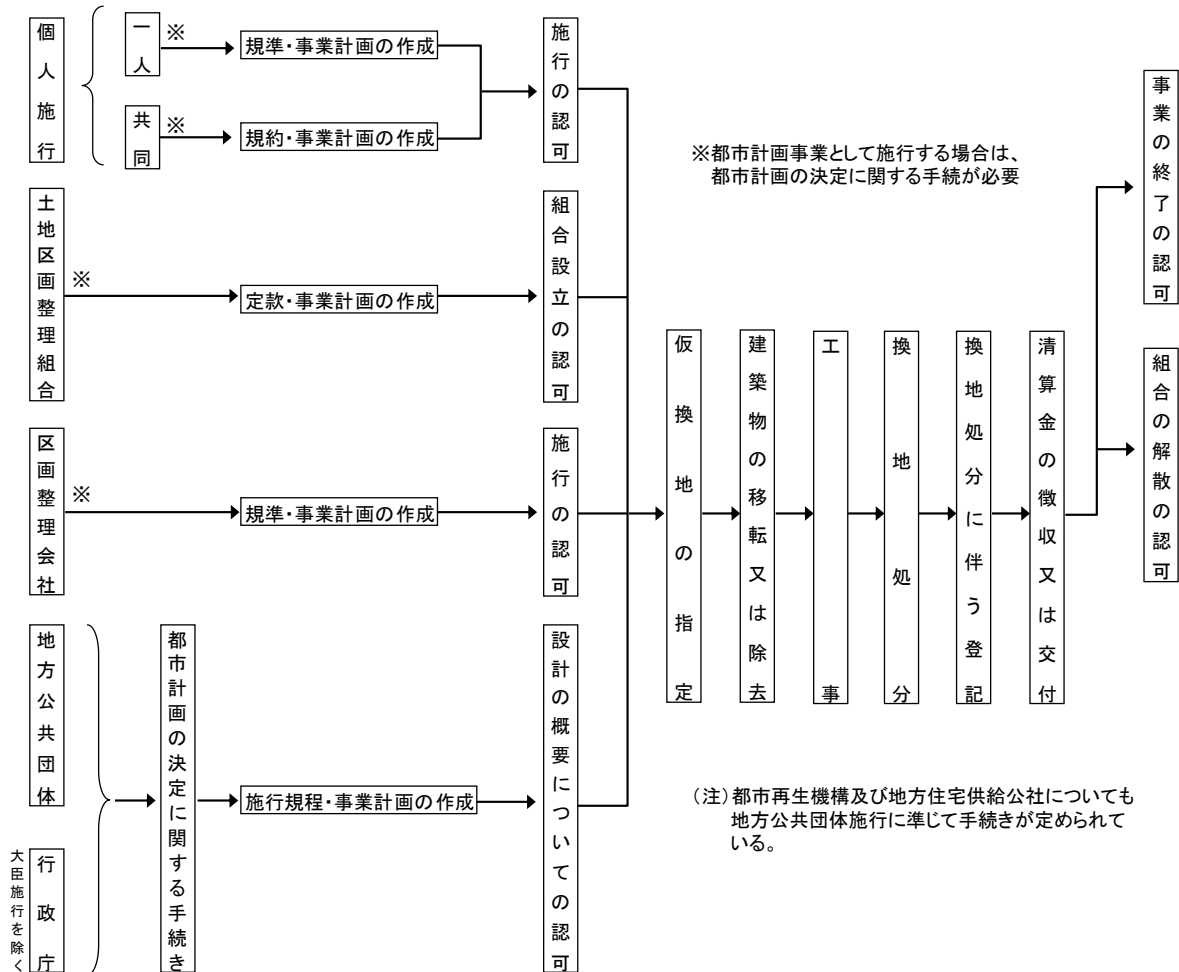 個人施行
一人
※
規準・事業計画の作成
共同
※
規約・事業計画の作成
施行の認可
土地区画整理組合
※
定款・事業計画の作成
組合設立の認可
区画整理会社
※
規準・事業計画の作成
施行の認可
地方公共団体
行政庁
大臣施行を除く
都市計画の決定に関する手続き
施行規程・事業計画の作成
設計の概要についての認可
※都市計画事業として施行する場合は、
都市計画の決定に関する手続が必要
仮換地の指定
建築物の移転又は除去
工事
換地処分
換地処分に伴う登記
清算金の徴収又は交付
事業の終了の認可
組合の解散の認可
（注）都市再生機構及び地方住宅供給公社についても
地方公共団体施行に準じて手続きが定められて
いる。